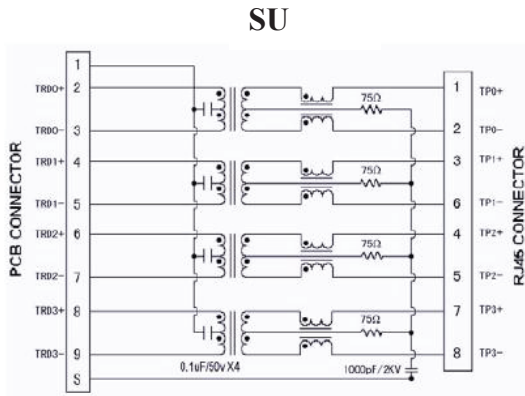 SU
PCB CONNECTOR
1
TRD0+ 2
TRD0- 3
TRD1+ 4
TRD1- 5
TRD2+ 6
TRD2- 7
TRD3+ 8
TRD3- 9
S
75Ω
75Ω
75Ω
75Ω
0.1uF/50v X4
1000pF/2KV
1 TP0+
2 TP0-
3 TP1+
6 TP1-
4 TP2+
5 TP2-
7 TP3+
8 TP3-
RJ45 CONNECTOR